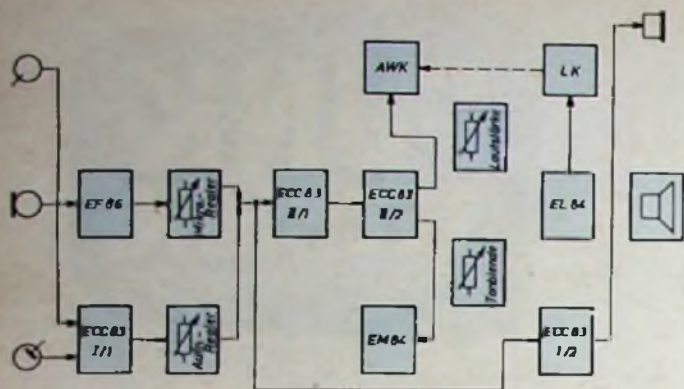 AWK
LK
Lautstärke
EF 86
Micro-
Regler
ECC 83
II/1
ECC 83
II/2
EL 84
Tonblende
ECC 83
I/1
Aufn.-
Regler
EM 84
ECC 83
I/2